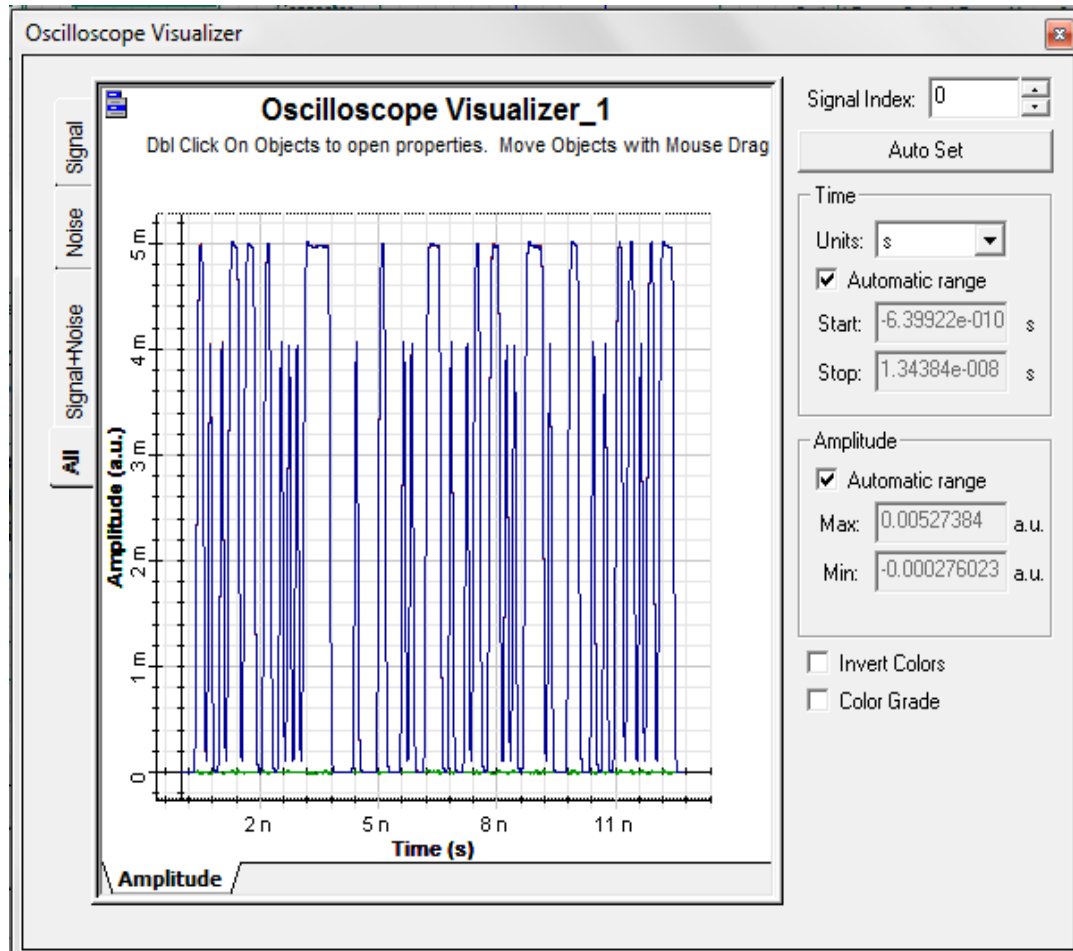 Oscilloscope Visualizer
Signal
Noise
Signal+Noise
All
Oscilloscope Visualizer_1
Dbl Click On Objects to open properties. Move Objects with Mouse Drag
Amplitude (a.u.)
5 m
4 m
3 m
2 m
1 m
0
2 n 5 n 8 n 11 n
Time (s)
Amplitude
Signal Index: 0
Auto Set
Time
Units: s
Automatic range
Start: -6.39922e-010 s
Stop: 1.34384e-008 s
Amplitude
Automatic range
Max: 0.00527384 a.u.
Min: -0.000276023 a.u.
Invert Colors
Color Grade